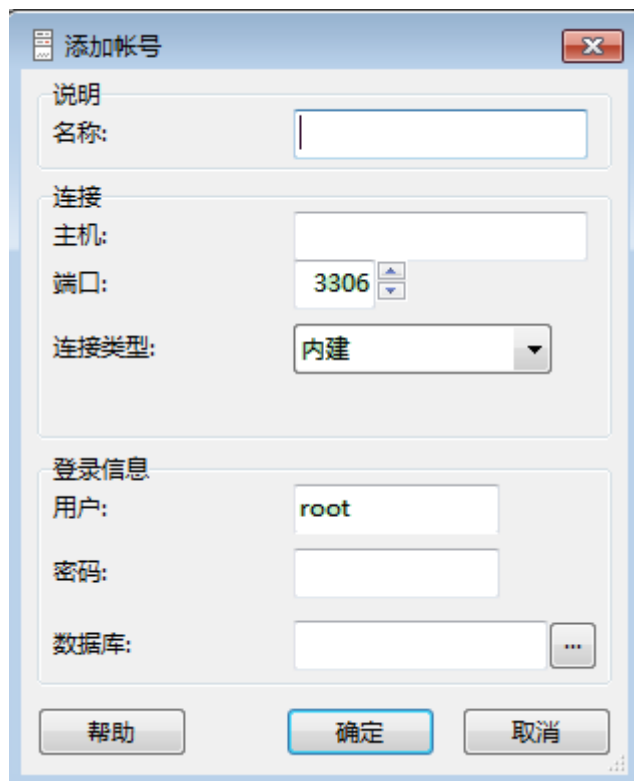 添加帐号
说明
名称:
连接
主机:
端口: 3306
连接类型: 内建
登录信息
用户: root
密码:
数据库: ...
帮助 确定 取消